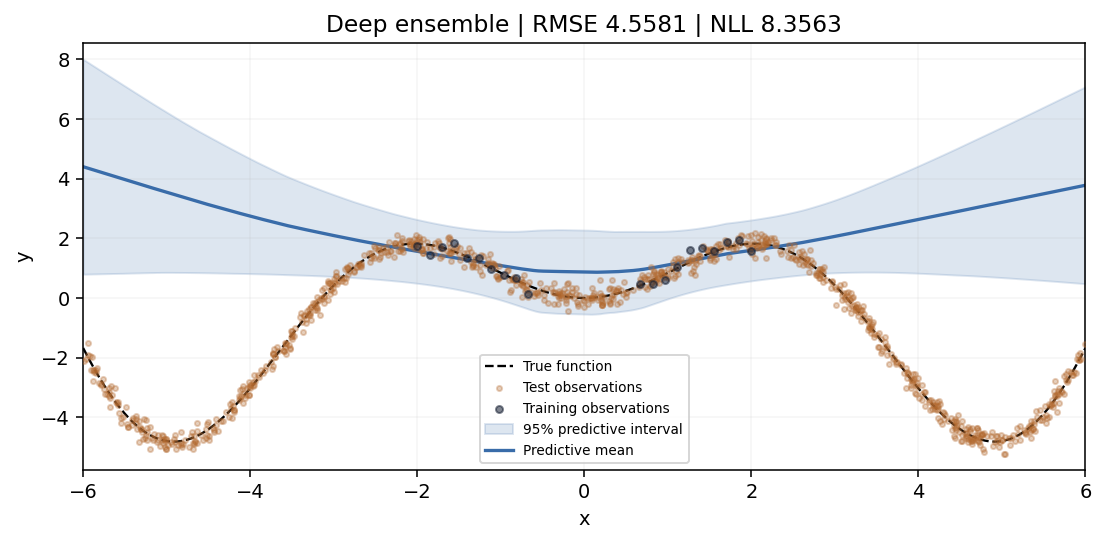 Deep ensemble | RMSE 4.5581 | NLL 8.3563
8
6
4
2
0
−2
−4
y
−6
−4
−2
0
2
4
6
x
True function
Test observations
Training observations
95% predictive interval
Predictive mean